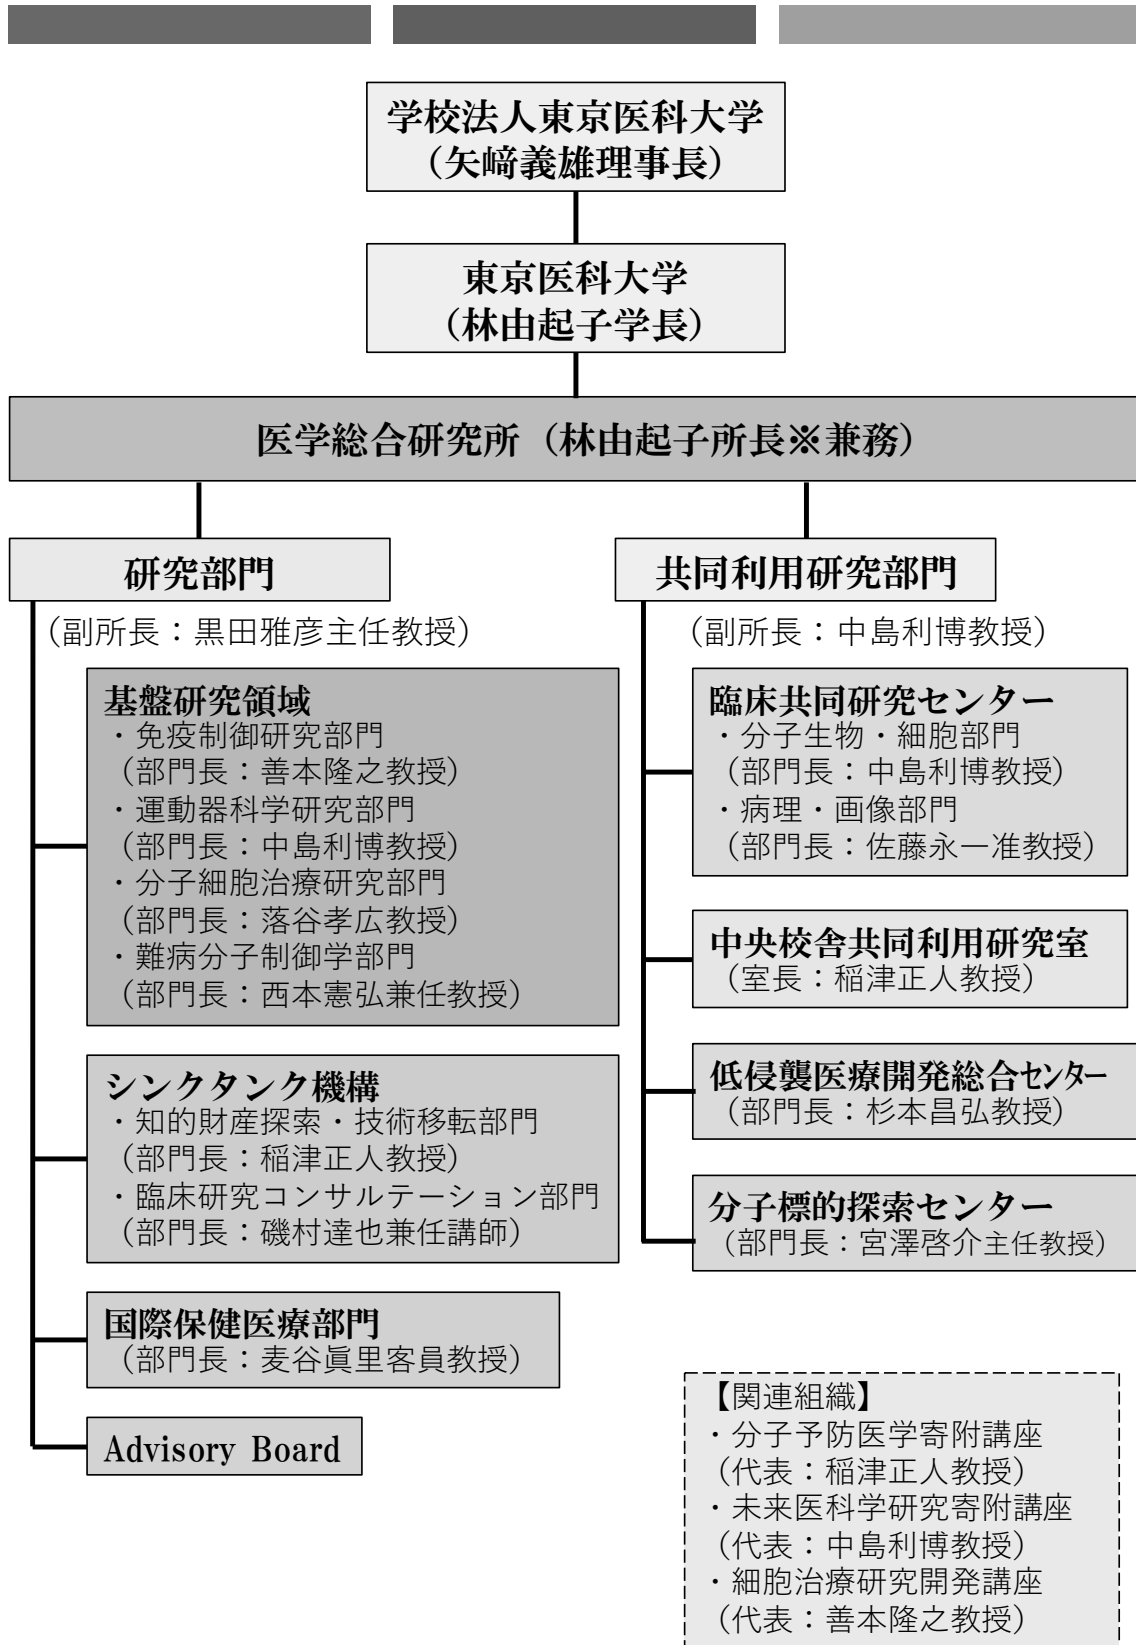 学校法人東京医科大学
（矢﨑義雄理事長）
東京医科大学
（林由起子学長）
医学総合研究所（林由起子所長※兼務）
研究部門
（副所長：黒田雅彦主任教授）
基盤研究領域
・免疫制御研究部門
（部門長：善本隆之教授）
・運動器科学研究部門
（部門長：中島利博教授）
・分子細胞治療研究部門
（部門長：落谷孝広教授）
・難病分子制御学部門
（部門長：西本憲弘兼任教授）
シンクタンク機構
・知的財産探索・技術移転部門
（部門長：稲津正人教授）
・臨床研究コンサルテーション部門
（部門長：磯村達也兼任講師）
国際保健医療部門
（部門長：麦谷眞里客員教授）
Advisory Board
共同利用研究部門
（副所長：中島利博教授）
臨床共同研究センター
・分子生物・細胞部門
（部門長：中島利博教授）
・病理・画像部門
（部門長：佐藤永一准教授）
中央校舎共同利用研究室
（室長：稲津正人教授）
低侵襲医療開発総合センター
（部門長：杉本昌弘教授）
分子標的探索センター
（部門長：宮澤啓介主任教授）
【関連組織】
・分子予防医学寄附講座
（代表：稲津正人教授）
・未来医科学研究寄附講座
（代表：中島利博教授）
・細胞治療研究開発講座
（代表：善本隆之教授）